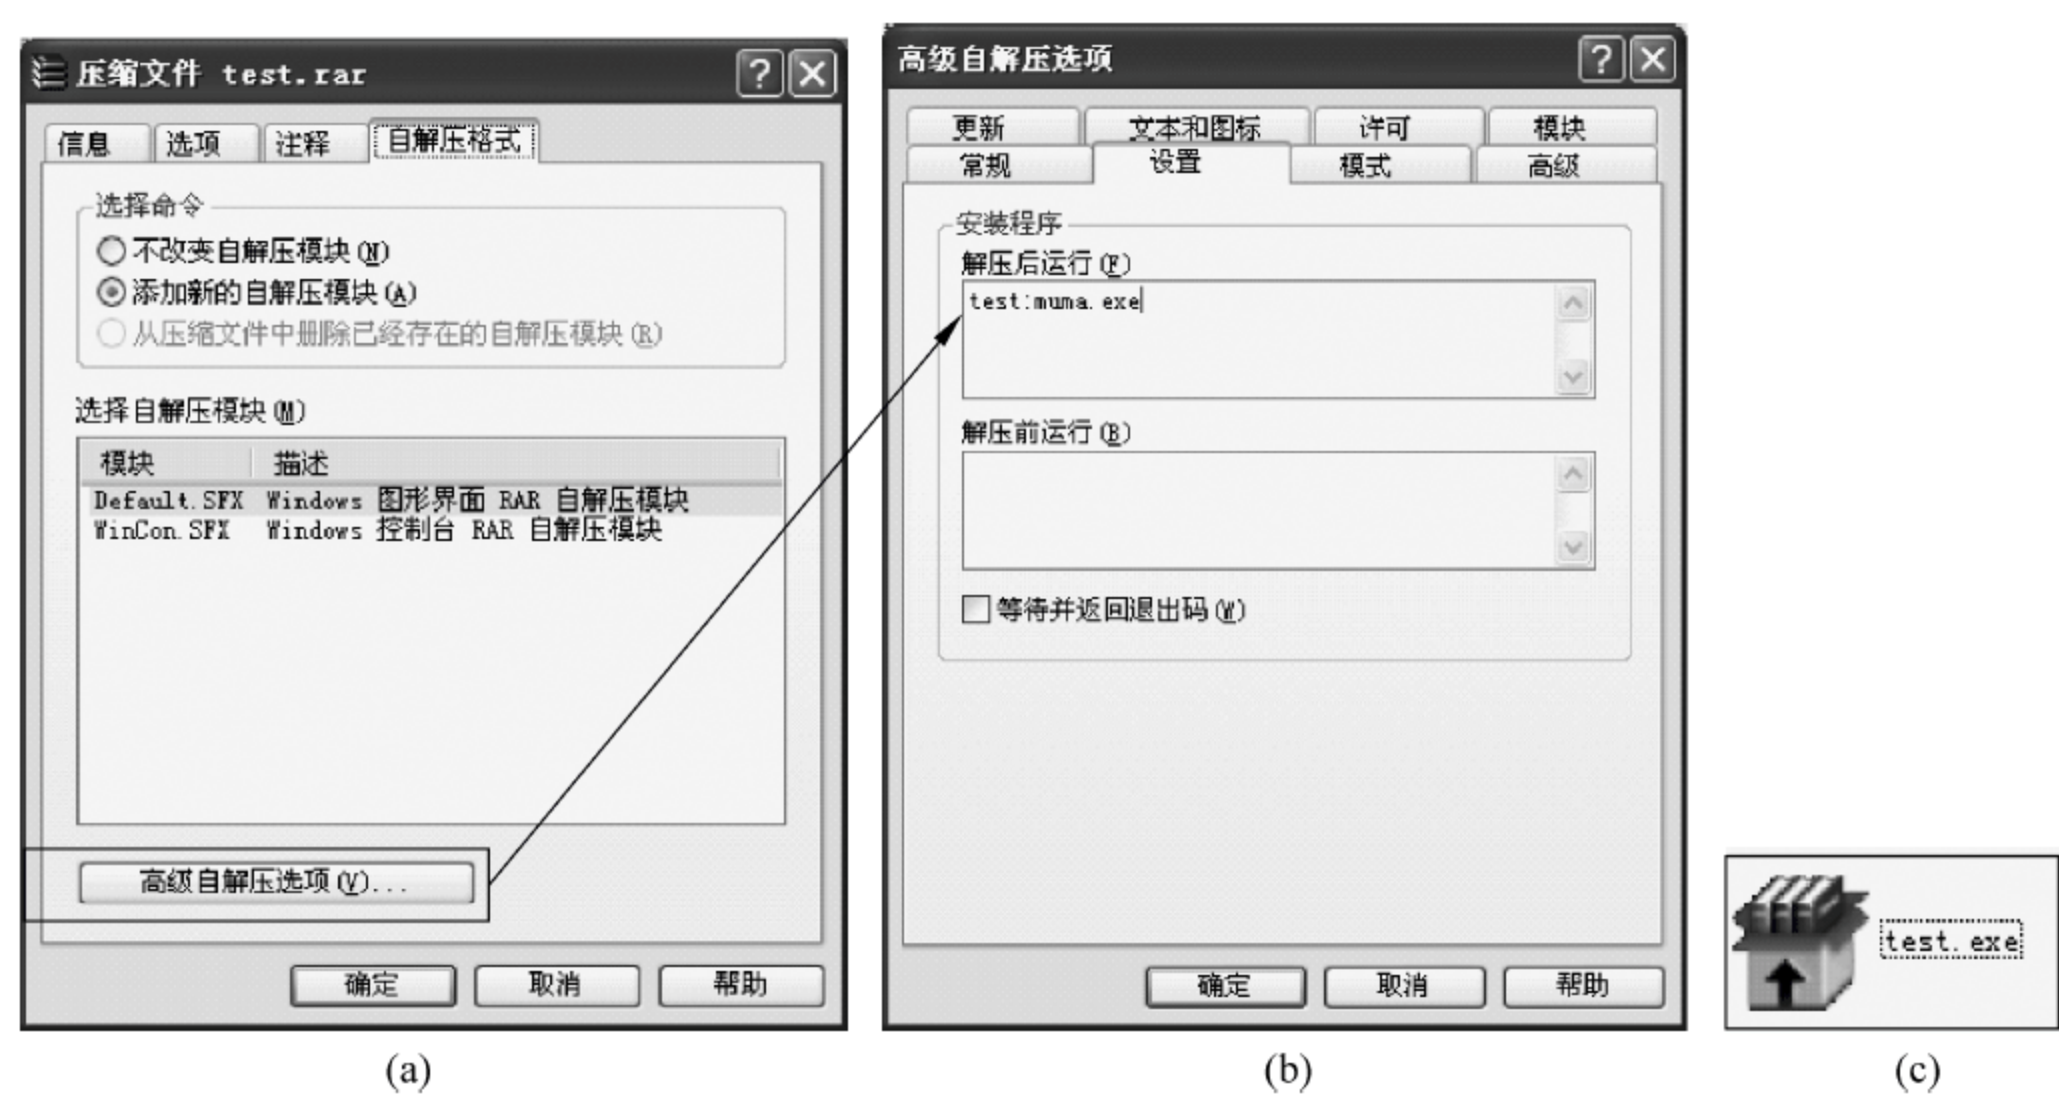 压缩文件 test.rar
信息 选项 注释 自解压格式
选择命令
不改变自解压模块(N)
添加新的自解压模块(A)
从压缩文件中删除已经存在的自解压模块(R)
选择自解压模块(M)
模块 描述
Default.SFX Windows 图形界面 RAR 自解压模块
WinCon.SFX Windows 控制台 RAR 自解压模块
高级自解压选项(V)...
确定 取消 帮助
(a)
高级自解压选项
更新 文本和图标 许可 模块
常规 设置 模式 高级
安装程序
解压后运行(F)
test:muma.exe
解压前运行(B)
等待并返回退出码(W)
确定 取消 帮助
(b)
test.exe
(c)